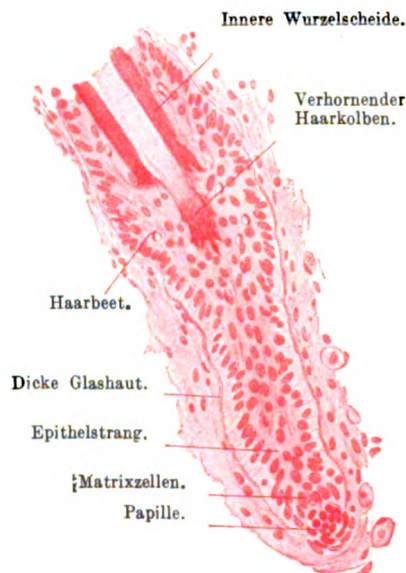 Innere Wurzelscheide.
Verhornender
Haarkolben.
Haarbeet.
Dicke Glashaut.
Epithelstrang.
Matrixzellen.
Papille.